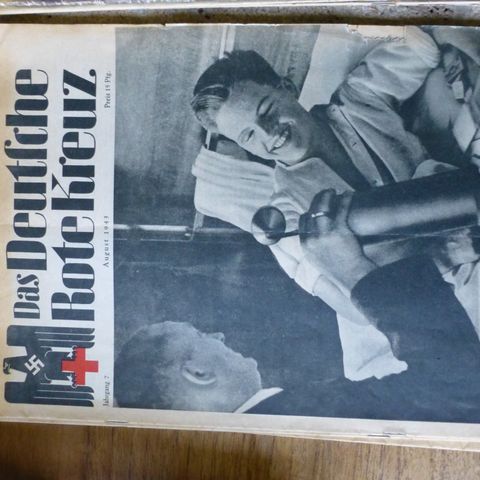 Das Deutsche
Rote Kreuz
Jahrgang 7
August 1943
Preis 15 Pfg.